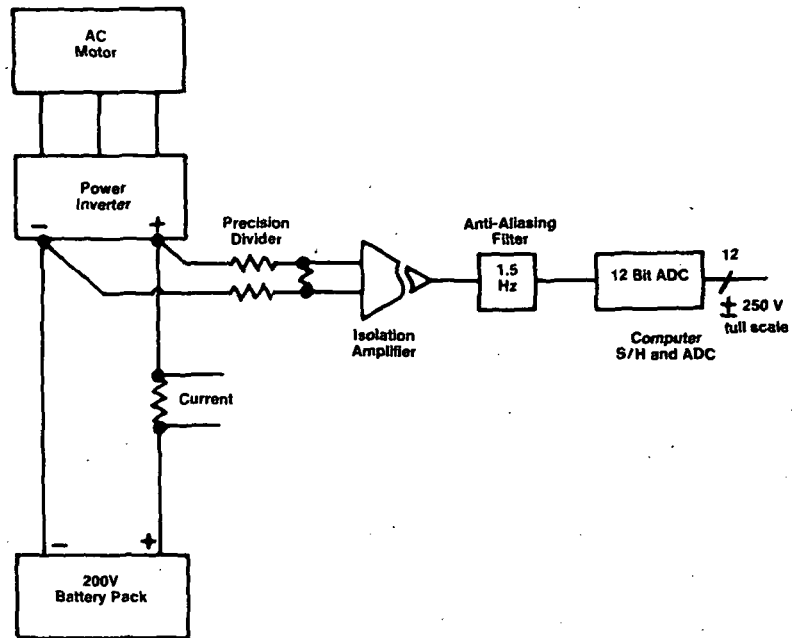 AC
Motor
Power
Inverter
−
+
Precision
Divider
Anti-Aliasing
Filter
1.5
Hz
12 Bit ADC
12
± 250 V
full scale
Isolation
Amplifier
Computer
S/H and ADC
Current
−
+
200V
Battery Pack